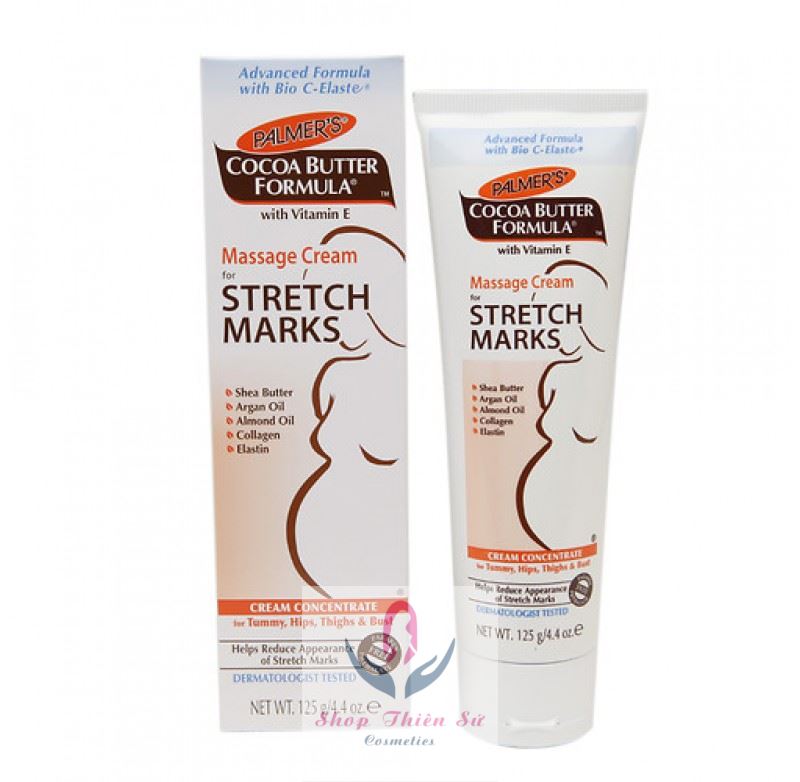 Advanced Formula
with Bio C-Elaste®
PALMER'S®
COCOA BUTTER
FORMULA®
TM
with Vitamin E
Massage Cream
for
STRETCH
MARKS
Shea Butter
Argan Oil
Almond Oil
Collagen
Elastin
CREAM CONCENTRATE
for Tummy, Hips, Thighs & Bust
Helps Reduce Appearance
of Stretch Marks
DERMATOLOGIST TESTED
NET WT. 125 g/4.4 oz.℮
Advanced Formula
with Bio C-Elaste
PALMER'S®
COCOA BUTTER
FORMULA®
TM
with Vitamin E
Massage Cream
for
STRETCH
MARKS
Shea Butter
Argan Oil
Almond Oil
Collagen
Elastin
®
CREAM CONCENTRATE
for Tummy, Hips, Thighs & Bust
Helps Reduce Appearance
of Stretch Marks
DERMATOLOGIST TESTED
NET WT. 125 g/4.4 oz.℮
®
Shop Thiên Sứ
Cosmetics